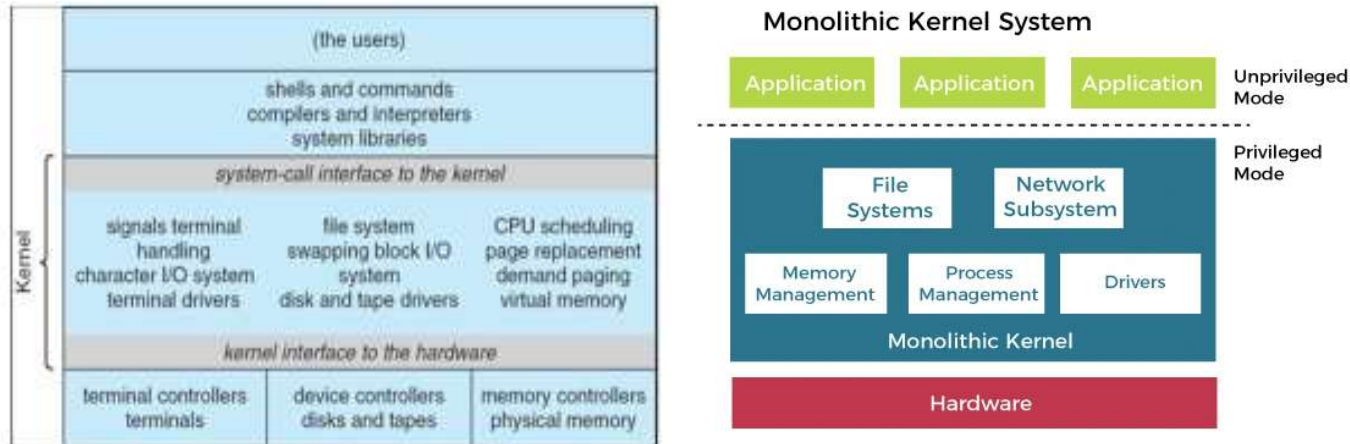 (the users)
shells and commands
compilers and interpreters
system libraries
system-call interface to the kernel
Kernel
signals terminal
handling
character I/O system
terminal drivers
file system
swapping block I/O
system
disk and tape drivers
CPU scheduling
page replacement
demand paging
virtual memory
kernel interface to the hardware
terminal controllers
terminals
device controllers
disks and tapes
memory controllers
physical memory
Monolithic Kernel System
Application
Application
Application
Unprivileged
Mode
Privileged
Mode
File
Systems
Network
Subsystem
Memory
Management
Process
Management
Drivers
Monolithic Kernel
Hardware